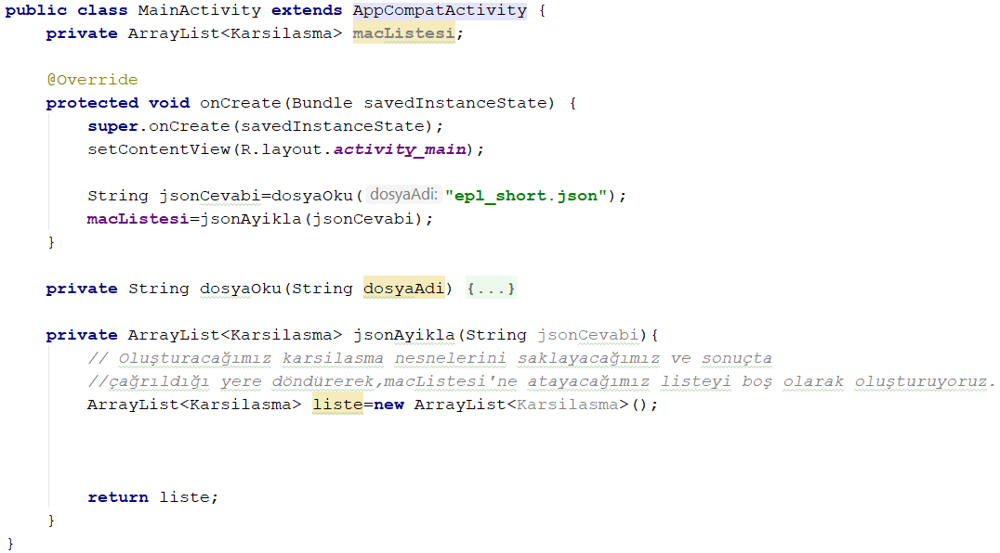 public class MainActivity extends AppCompatActivity {
    private ArrayList<Karsilasma> macListesi;

    @Override
    protected void onCreate(Bundle savedInstanceState) {
        super.onCreate(savedInstanceState);
        setContentView(R.layout.activity_main);

        String jsonCevabi=dosyaOku( dosyaAdi: "epl_short.json");
        macListesi=jsonAyikla(jsonCevabi);
    }

    private String dosyaOku(String dosyaAdi) {...}

    private ArrayList<Karsilasma> jsonAyikla(String jsonCevabi){
        // Oluşturacağımız karsilasma nesnelerini saklayacağımız ve sonuçta
        //çağrıldığı yere döndürerek,macListesi'ne atayacağımız listeyi boş olarak oluşturuyoruz.
        ArrayList<Karsilasma> liste=new ArrayList<Karsilasma>();

        return liste;
    }
}